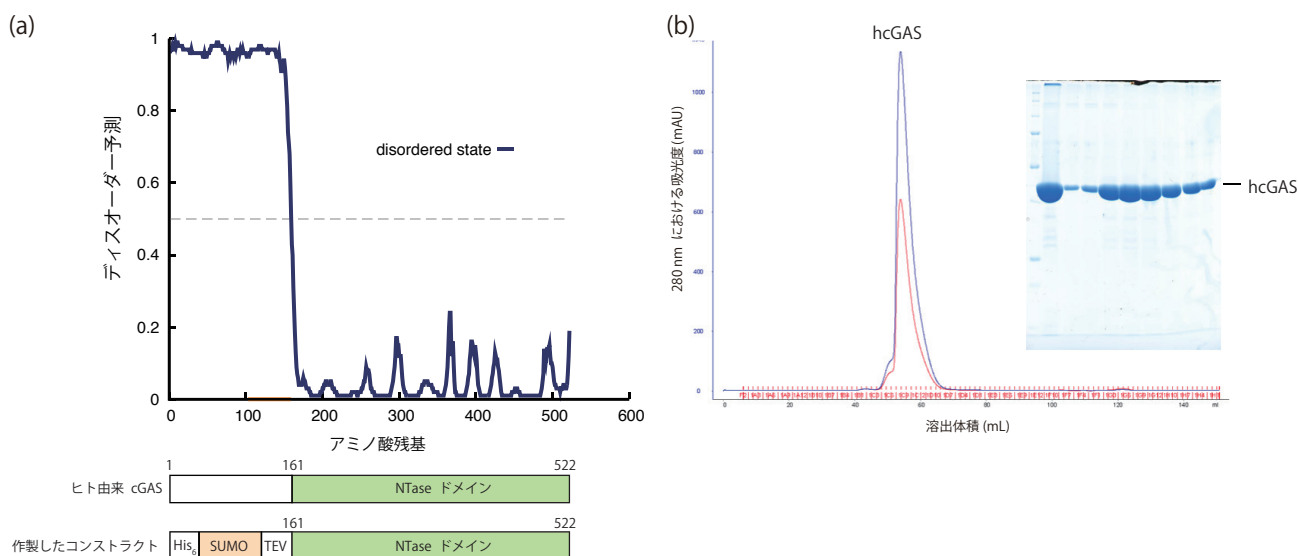 (a)
1
0.8
0.6
0.4
0.2
0
ディスオーダー予測
disordered state
0 100 200 300 400 500 600
アミノ酸残基
1 161 522
ヒト由来 cGAS NTase ドメイン
161 522
作製したコンストラクト His6 SUMO TEV NTase ドメイン
(b)
hcGAS
1000
800
600
400
200
0
280 nm における吸光度 (mAU)
0 20 40 60 80 100 120 140 ml
溶出体積 (mL)
hcGAS